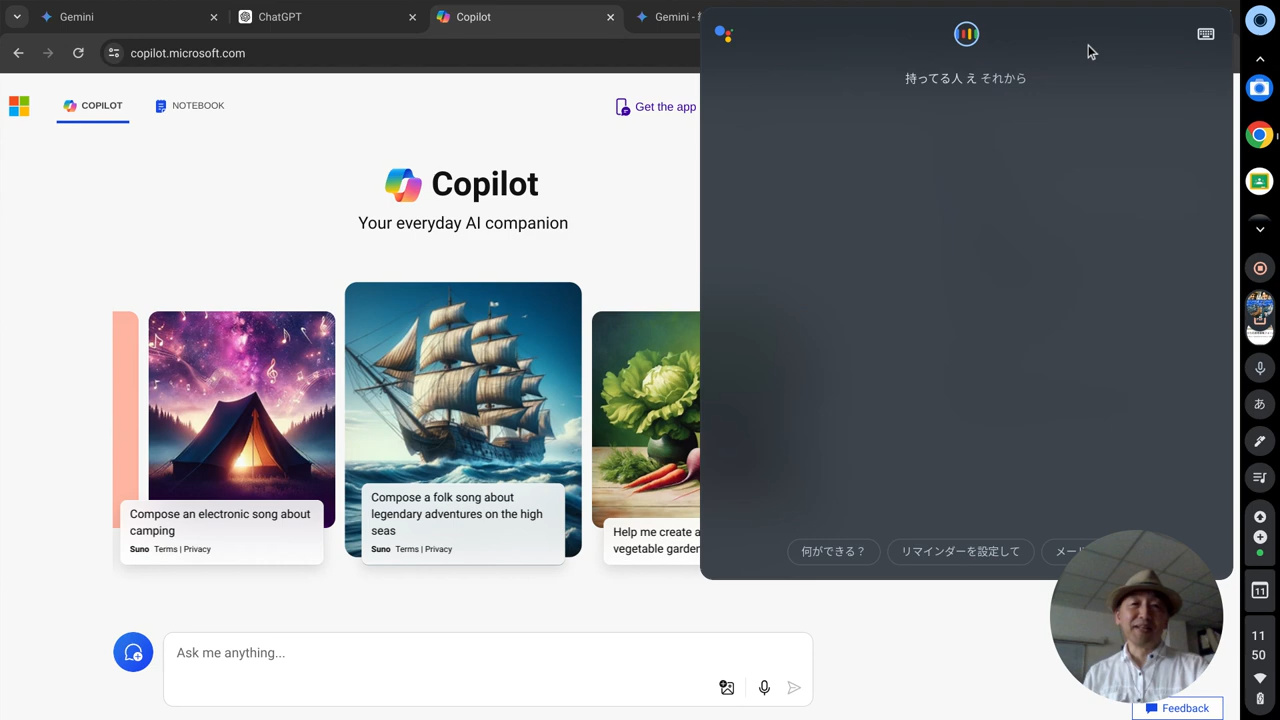 Gemini
ChatGPT
Copilot
Gemini -
copilot.microsoft.com
COPILOT
NOTEBOOK
Get the app
持ってる人 え それから
Copilot
Your everyday AI companion
Compose an electronic song about
camping
Suno Terms | Privacy
Compose a folk song about
legendary adventures on the high
seas
Suno Terms | Privacy
Help me create a
vegetable garden
何ができる？
リマインダーを設定して
メー
Ask me anything...
Feedback
あ
11
11
50